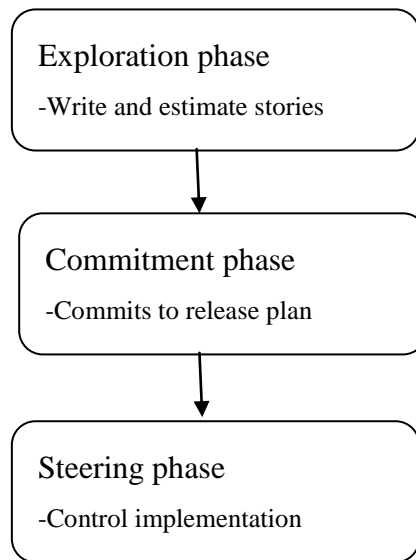 Exploration phase
-Write and estimate stories
Commitment phase
-Commits to release plan
Steering phase
-Control implementation